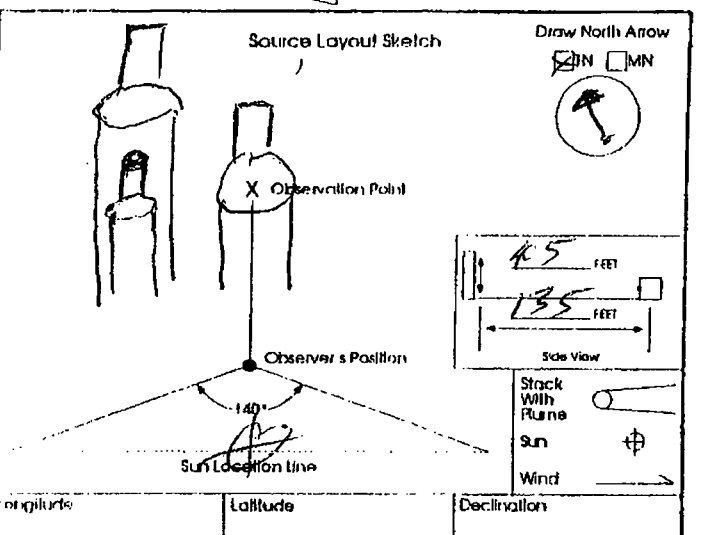 Source Layout Sketch
Draw North Arrow
TN MN
X Observation Point
45 FEET
135 FEET
Side View
Observer s Position
140°
Sun Location Line
Stack
With
Plume
Sun
Wind
Longitude
Latitude
Declination